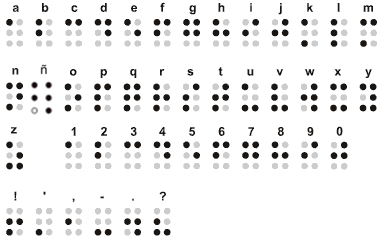 a b c d e f g h i j k l m
n ñ o p q r s t u v w x y
z 1 2 3 4 5 6 7 8 9 0
! ' , - . ?